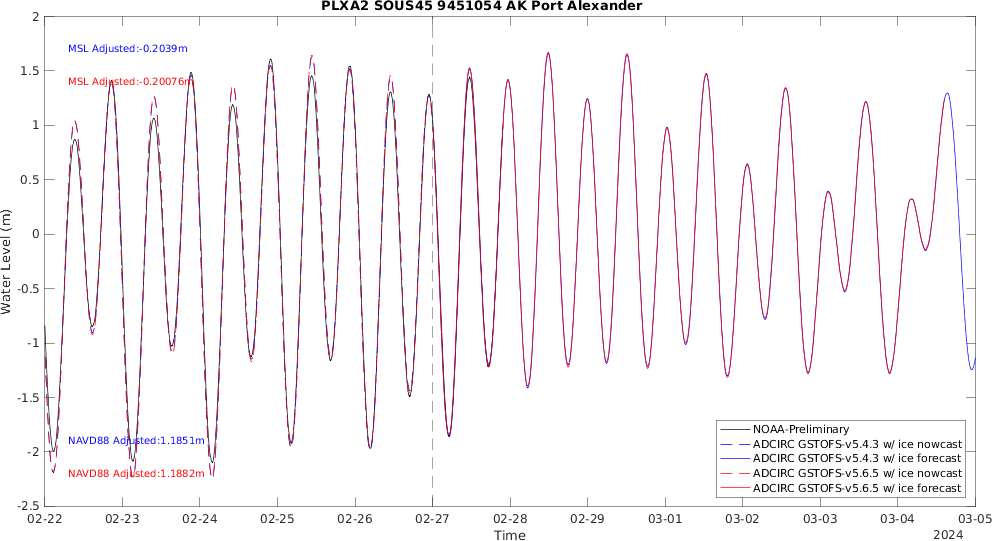 PLXA2 SOUS45 9451054 AK Port Alexander
2
1.5
1
0.5
0
-0.5
-1
-1.5
-2
-2.5
Water Level (m)
MSL Adjusted:-0.2039m
MSL Adjusted:-0.20076m
NAVD88 Adjusted:1.1851m
NAVD88 Adjusted:1.1882m
NOAA-Preliminary
ADCIRC GSTOFS-v5.4.3 w/ ice nowcast
ADCIRC GSTOFS-v5.4.3 w/ ice forecast
ADCIRC GSTOFS-v5.6.5 w/ ice nowcast
ADCIRC GSTOFS-v5.6.5 w/ ice forecast
02-22 02-23 02-24 02-25 02-26 02-27 02-28 02-29 03-01 03-02 03-03 03-04 03-05
Time
2024